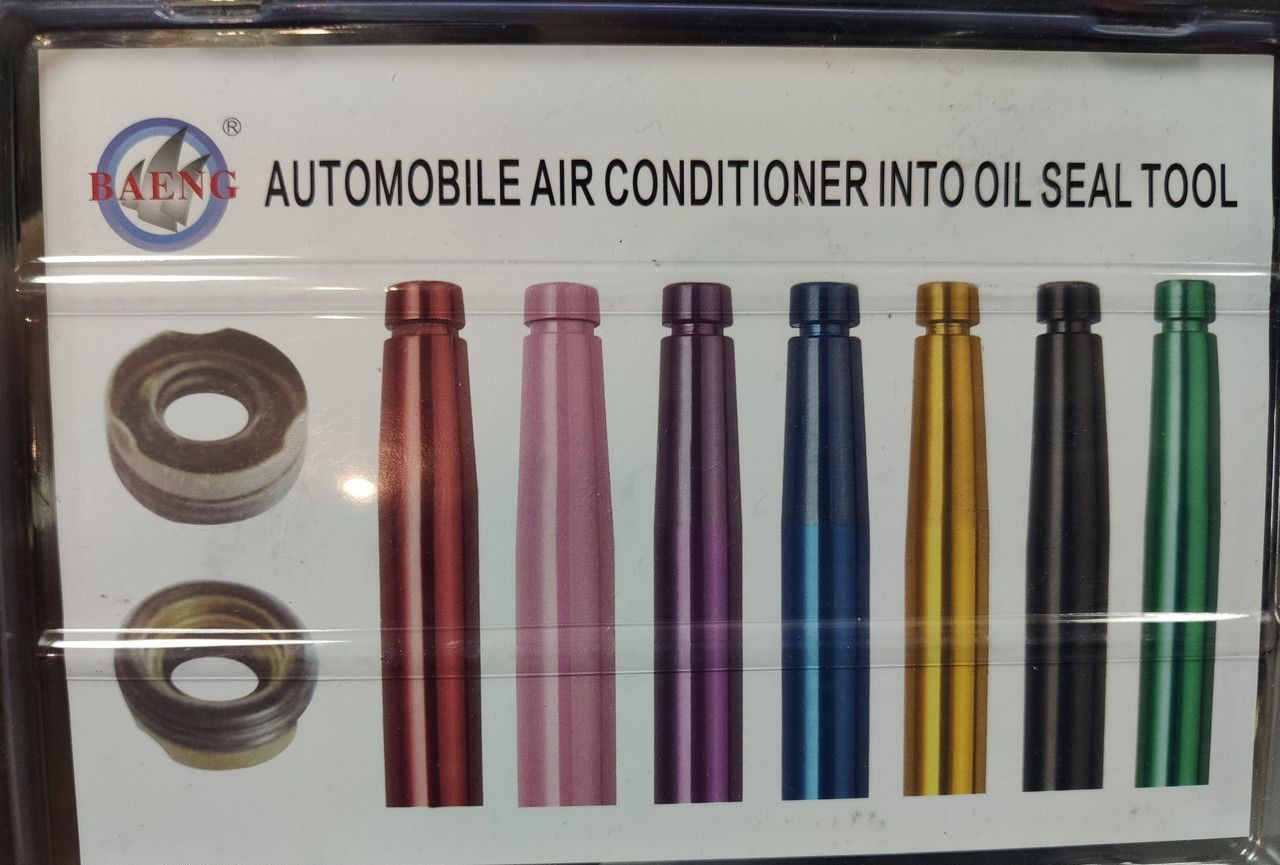 BAENG ®
AUTOMOBILE AIR CONDITIONER INTO OIL SEAL TOOL